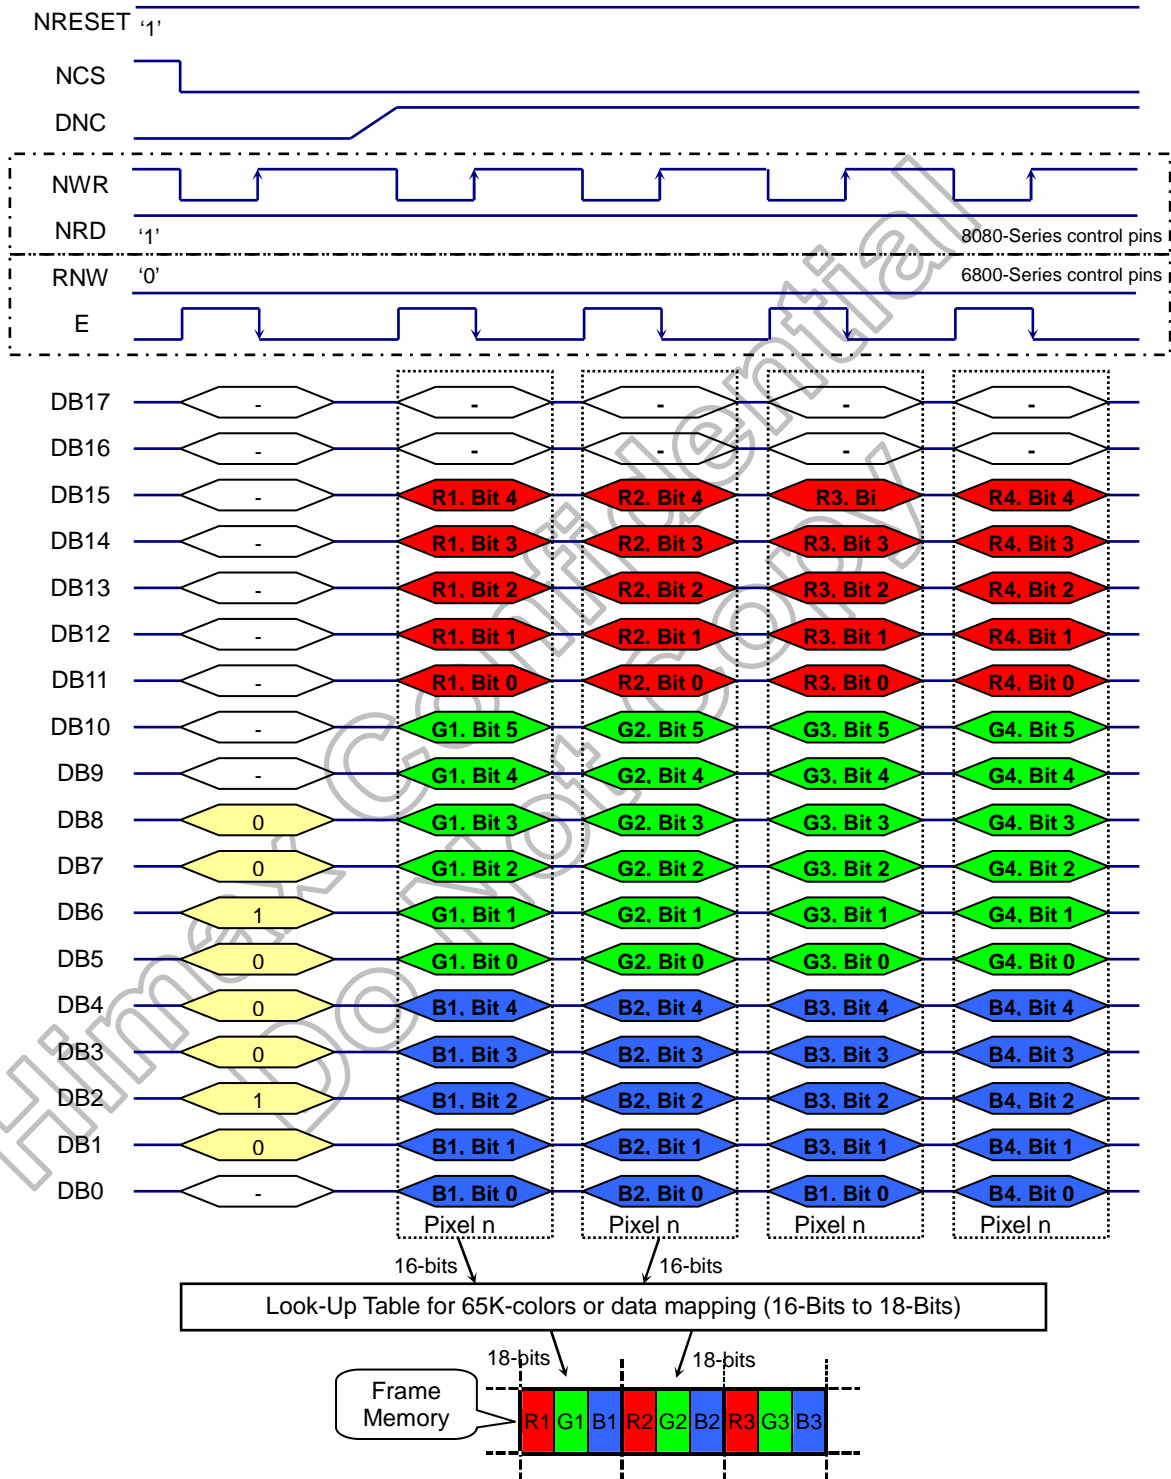 NRESET '1'
NCS
DNC
NWR
NRD '1' 8080-Series control pins
RNW '0' 6800-Series control pins
E
DB17 - - - - -
DB16 - - - - -
DB15 - R1. Bit 4 R2. Bit 4 R3. Bi R4. Bit 4
DB14 - R1. Bit 3 R2. Bit 3 R3. Bit 3 R4. Bit 3
DB13 - R1. Bit 2 R2. Bit 2 R3. Bit 2 R4. Bit 2
DB12 - R1. Bit 1 R2. Bit 1 R3. Bit 1 R4. Bit 1
DB11 - R1. Bit 0 R2. Bit 0 R3. Bit 0 R4. Bit 0
DB10 - G1. Bit 5 G2. Bit 5 G3. Bit 5 G4. Bit 5
DB9 - G1. Bit 4 G2. Bit 4 G3. Bit 4 G4. Bit 4
DB8 0 G1. Bit 3 G2. Bit 3 G3. Bit 3 G4. Bit 3
DB7 0 G1. Bit 2 G2. Bit 2 G3. Bit 2 G4. Bit 2
DB6 1 G1. Bit 1 G2. Bit 1 G3. Bit 1 G4. Bit 1
DB5 0 G1. Bit 0 G2. Bit 0 G3. Bit 0 G4. Bit 0
DB4 0 B1. Bit 4 B2. Bit 4 B3. Bit 4 B4. Bit 4
DB3 0 B1. Bit 3 B2. Bit 3 B3. Bit 3 B4. Bit 3
DB2 1 B1. Bit 2 B2. Bit 2 B3. Bit 2 B4. Bit 2
DB1 0 B1. Bit 1 B2. Bit 1 B3. Bit 1 B4. Bit 1
DB0 - B1. Bit 0 B2. Bit 0 B1. Bit 0 B4. Bit 0
Pixel n Pixel n Pixel n Pixel n
16-bits 16-bits
Look-Up Table for 65K-colors or data mapping (16-Bits to 18-Bits)
18-bits 18-bits
Frame
Memory
R1 G1 B1 R2 G2 B2 R3 G3 B3
Himax Confidential
Do Not Copy